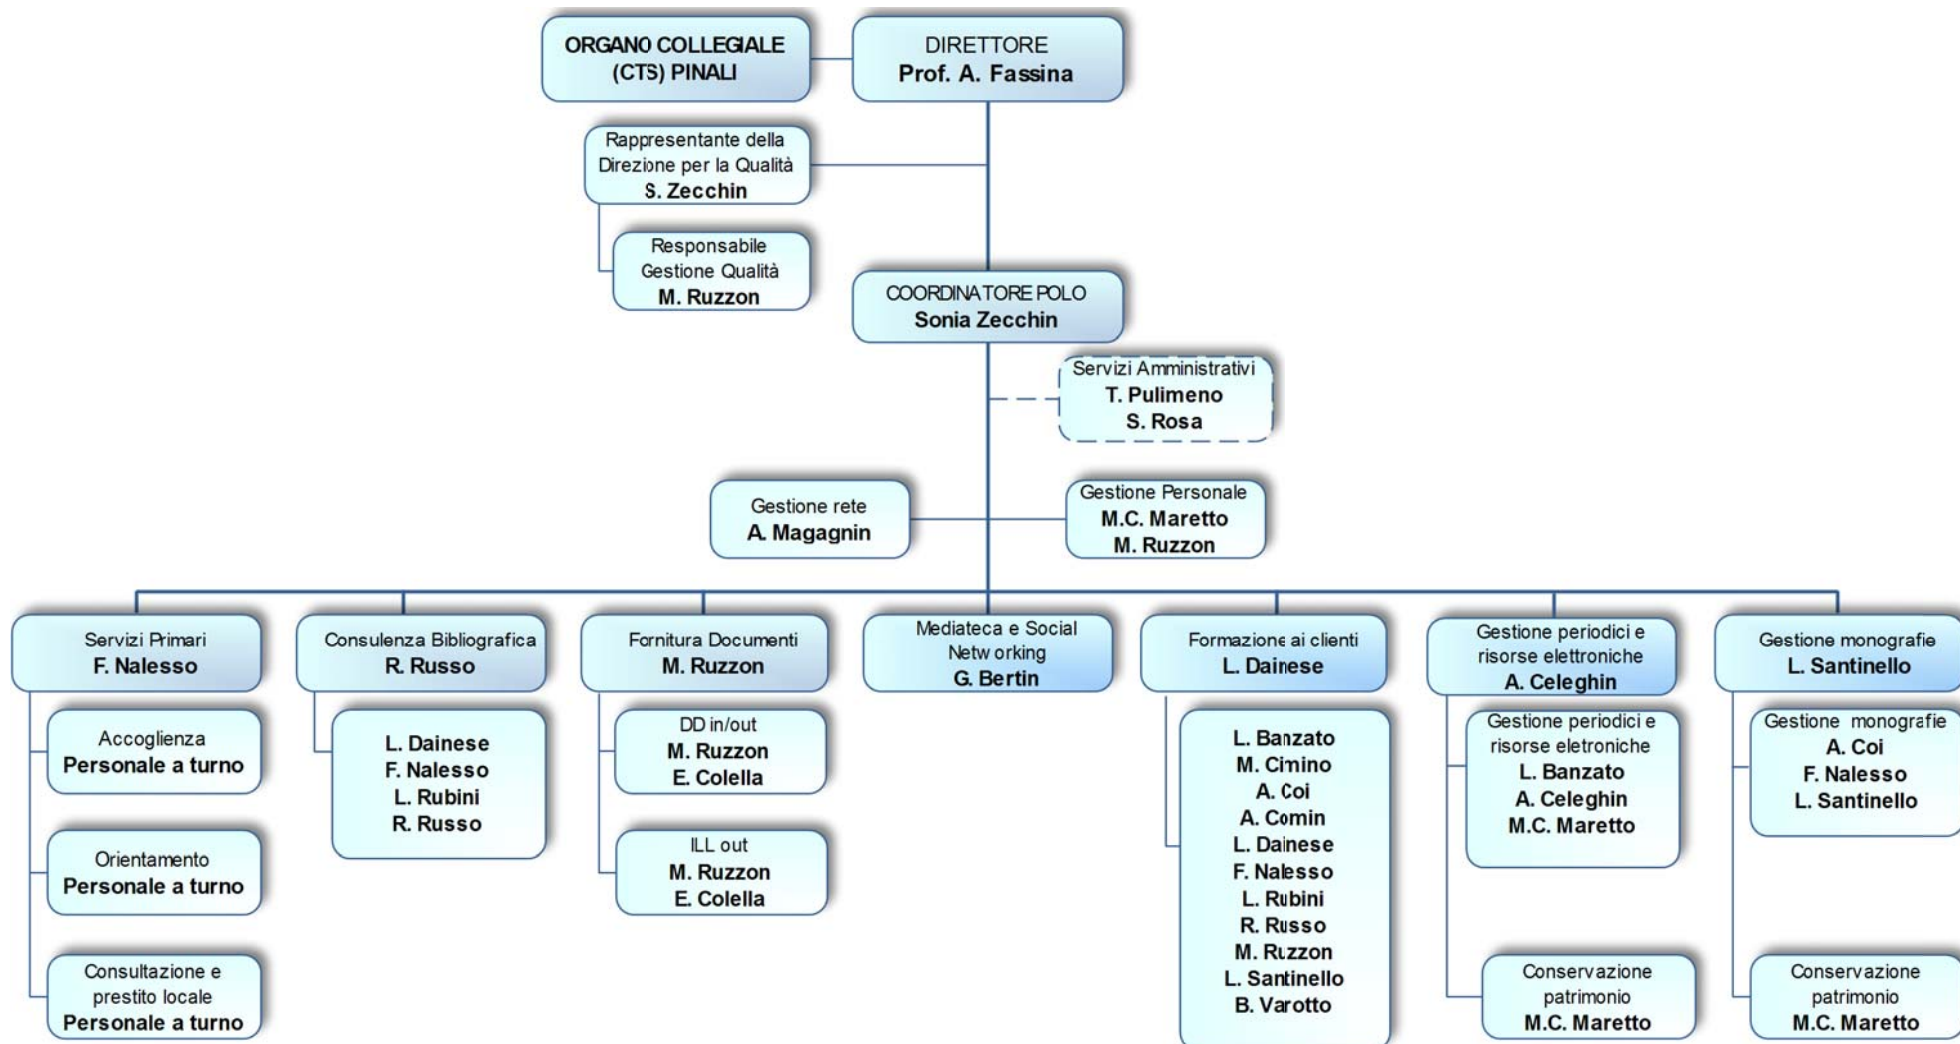 ORGANO COLLEGIALE
(CTS) PINALI
DIRETTORE
Prof. A. Fassina
Rappresentante della
Direzione per la Qualità
S. Zecchin
Responsabile
Gestione Qualità
M. Ruzzon
COORDINATORE POLO
Sonia Zecchin
Servizi Amministrativi
T. Pulimeno
S. Rosa
Gestione rete
A. Magagnin
Gestione Personale
M.C. Maretto
M. Ruzzon
Servizi Primari
F. Nalesso
Accoglienza
Personale a turno
Orientamento
Personale a turno
Consultazione e
prestito locale
Personale a turno
Consulenza Bibliografica
R. Russo
L. Dainese
F. Nalesso
L. Rubini
R. Russo
Fornitura Documenti
M. Ruzzon
DD in/out
M. Ruzzon
E. Colella
ILL out
M. Ruzzon
E. Colella
Mediateca e Social
Networking
G. Bertin
Formazione ai clienti
L. Dainese
L. Banzato
M. Cimino
A. Coi
A. Comin
L. Dainese
F. Nalesso
L. Rubini
R. Russo
M. Ruzzon
L. Santinello
B. Varotto
Gestione periodici e
risorse elettroniche
A. Celeghin
Gestione periodici e
risorse eletroniche
L. Banzato
A. Celeghin
M.C. Maretto
Conservazione
patrimonio
M.C. Maretto
Gestione monografie
L. Santinello
Gestione monografie
A. Coi
F. Nalesso
L. Santinello
Conservazione
patrimonio
M.C. Maretto